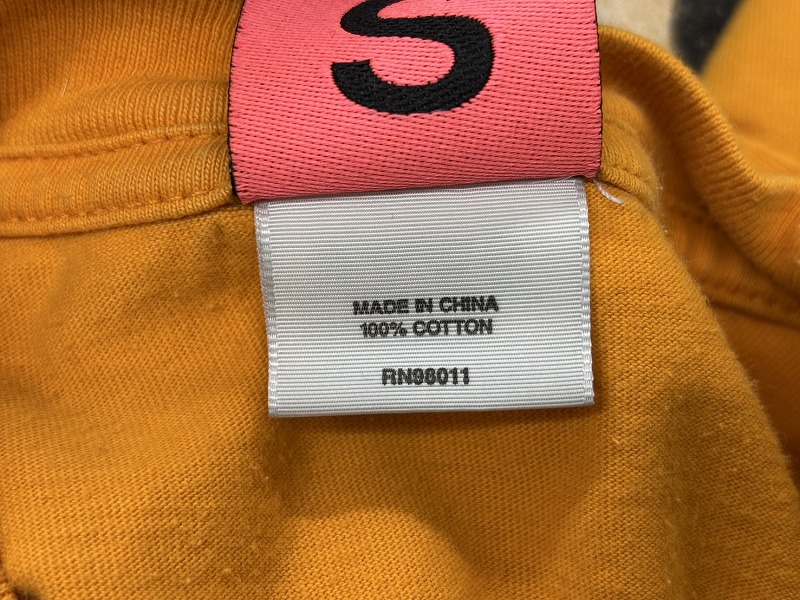 S
MADE IN CHINA
100% COTTON
RN98011